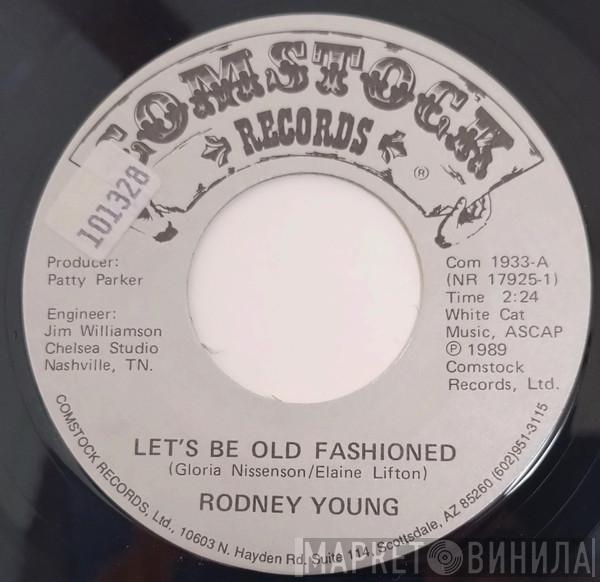 COMSTOCK
RECORDS
®
101328
Producer:
Patty Parker
Engineer:
Jim Williamson
Chelsea Studio
Nashville, TN.
Com 1933-A
(NR 17925-1)
Time 2:24
White Cat
Music, ASCAP
℗ 1989
Comstock
Records, Ltd.
LET'S BE OLD FASHIONED
(Gloria Nissenson/Elaine Lifton)
RODNEY YOUNG
COMSTOCK RECORDS, Ltd., 10603 N. Hayden Rd. Suite 114, Scottsdale, AZ 85260 (602)951-3115
МАРКЕТ ВИНИЛА